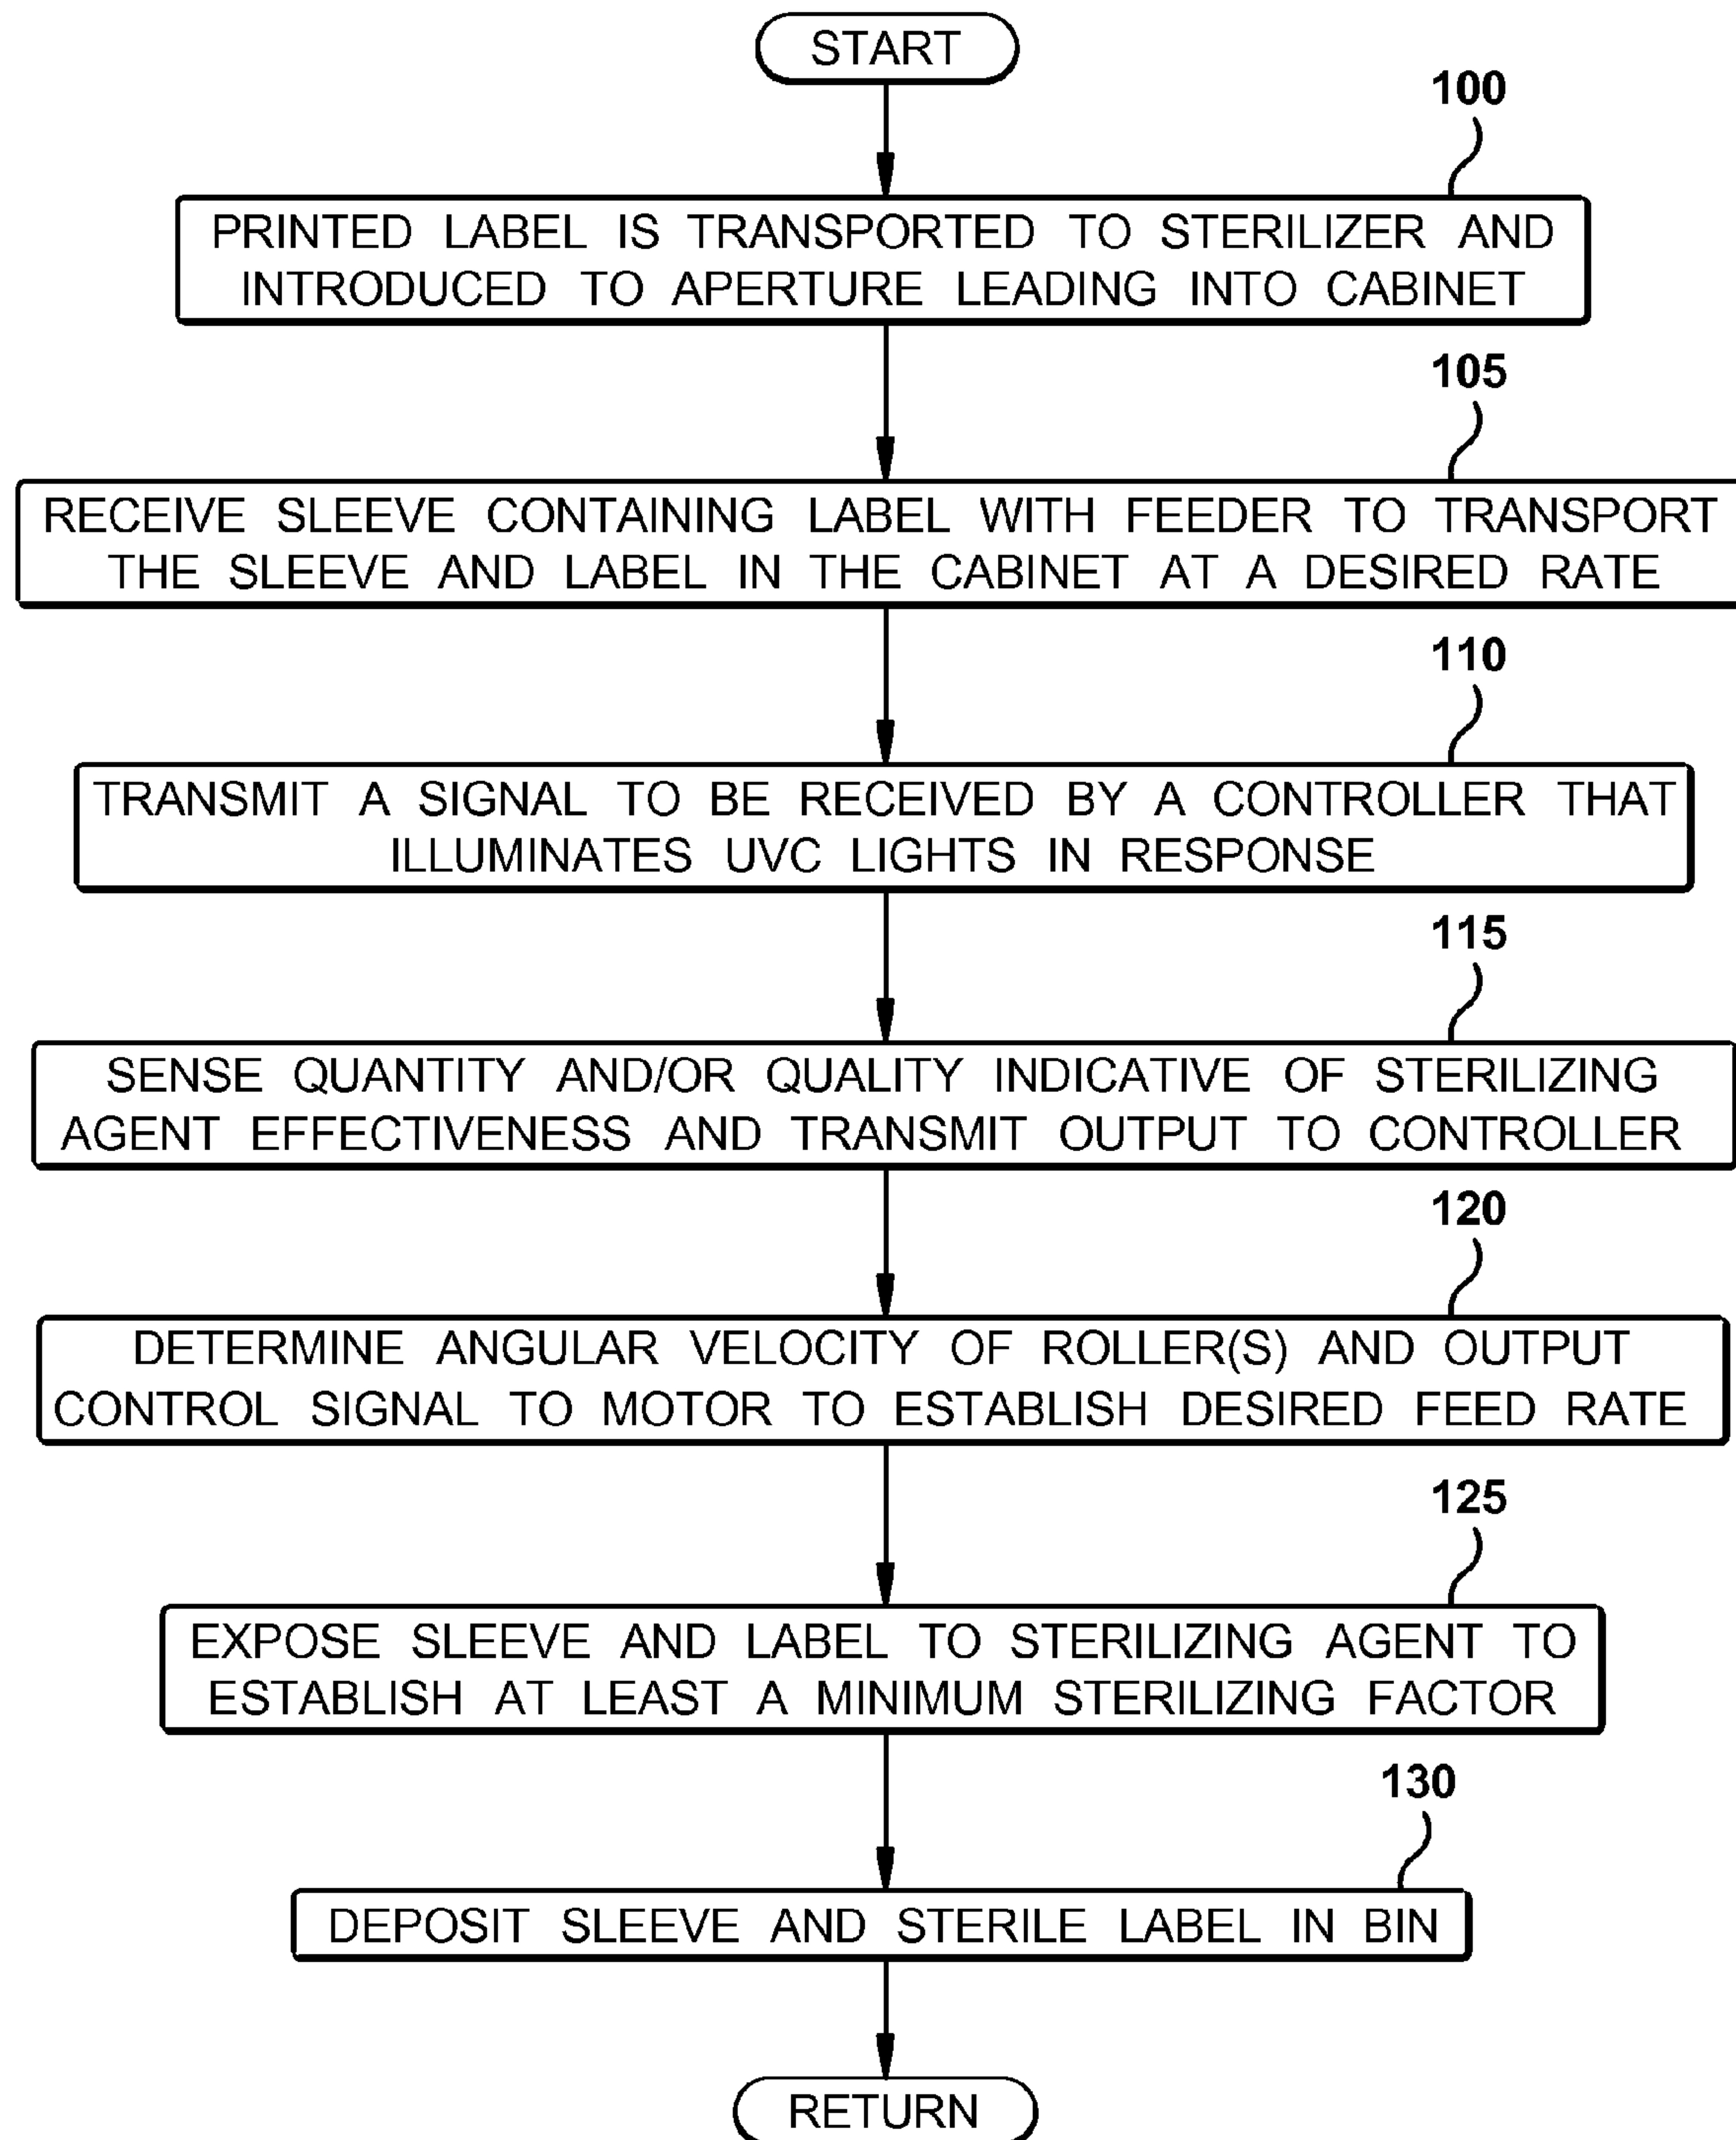 START
100
PRINTED LABEL IS TRANSPORTED TO STERILIZER AND
INTRODUCED TO APERTURE LEADING INTO CABINET
105
RECEIVE SLEEVE CONTAINING LABEL WITH FEEDER TO TRANSPORT
THE SLEEVE AND LABEL IN THE CABINET AT A DESIRED RATE
110
TRANSMIT A SIGNAL TO BE RECEIVED BY A CONTROLLER THAT
ILLUMINATES UVC LIGHTS IN RESPONSE
115
SENSE QUANTITY AND/OR QUALITY INDICATIVE OF STERILIZING
AGENT EFFECTIVENESS AND TRANSMIT OUTPUT TO CONTROLLER
120
DETERMINE ANGULAR VELOCITY OF ROLLER(S) AND OUTPUT
CONTROL SIGNAL TO MOTOR TO ESTABLISH DESIRED FEED RATE
125
EXPOSE SLEEVE AND LABEL TO STERILIZING AGENT TO
ESTABLISH AT LEAST A MINIMUM STERILIZING FACTOR
130
DEPOSIT SLEEVE AND STERILE LABEL IN BIN
RETURN